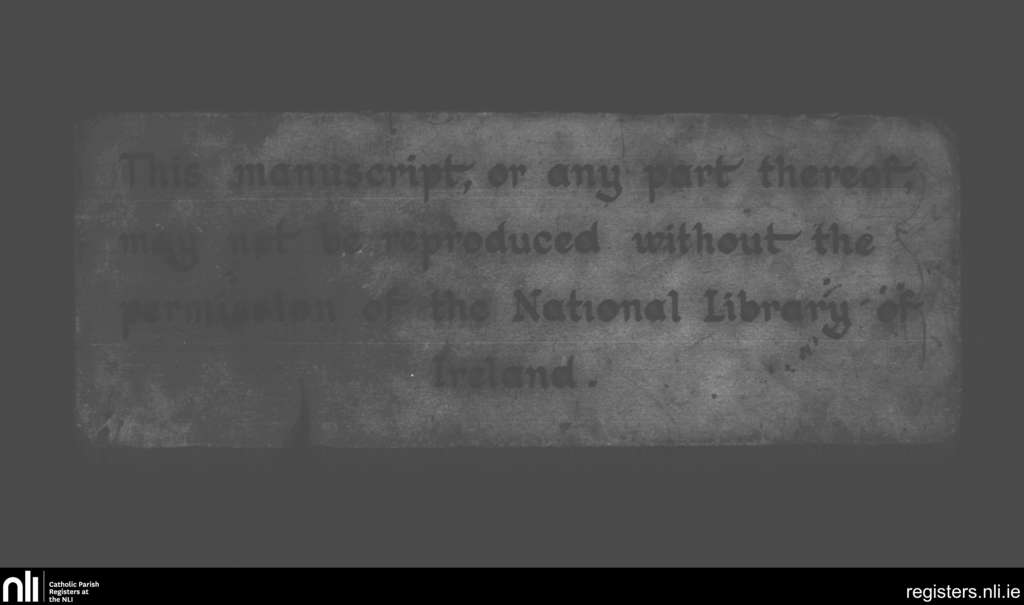 This manuscript, or any part thereof,
may not be reproduced without the
permission of the National Library of
Ireland.
nli
Catholic Parish
Registers at
the NLI
registers.nli.ie